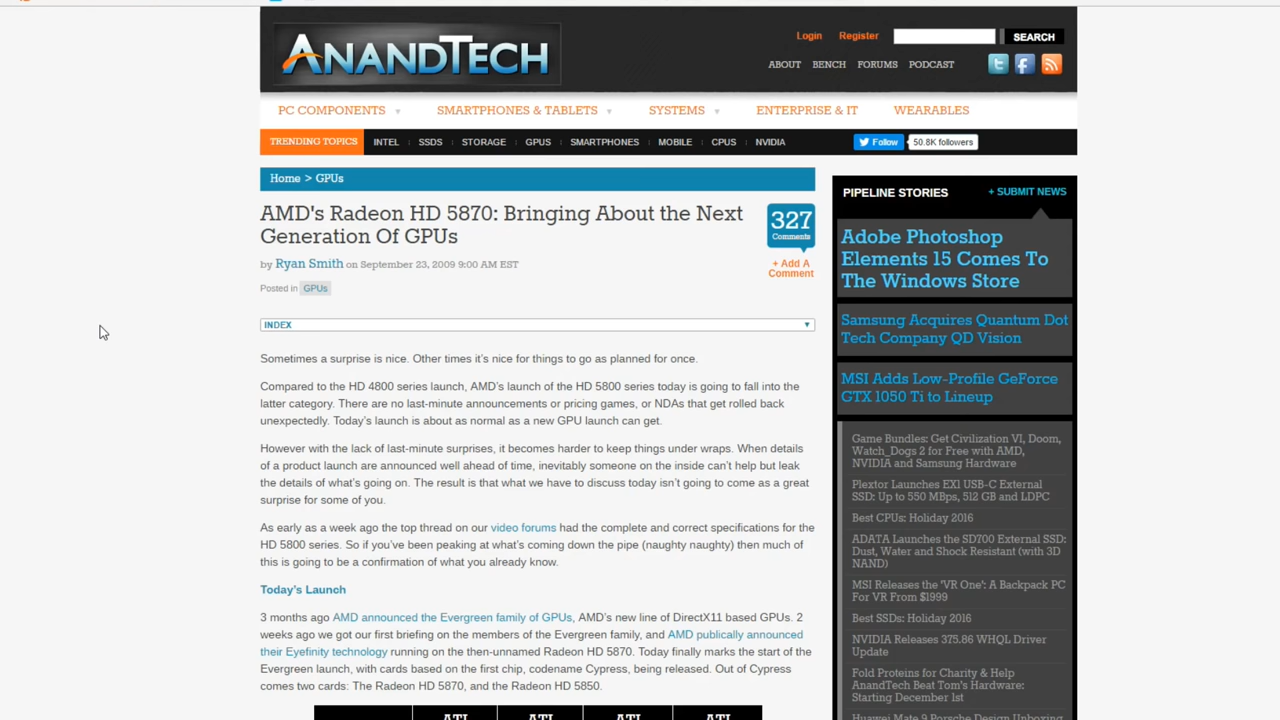 ANANDTECH
Login Register SEARCH
ABOUT BENCH FORUMS PODCAST
PC COMPONENTS SMARTPHONES & TABLETS SYSTEMS ENTERPRISE & IT WEARABLES
TRENDING TOPICS INTEL SSDS STORAGE GPUS SMARTPHONES MOBILE CPUS NVIDIA Follow 50.8K followers
Home > GPUs
AMD's Radeon HD 5870: Bringing About the Next
Generation Of GPUs
by Ryan Smith on September 23, 2009 9:00 AM EST
Posted in GPUs
327
Comments
+ Add A
Comment
INDEX
Sometimes a surprise is nice. Other times it's nice for things to go as planned for once.
Compared to the HD 4800 series launch, AMD's launch of the HD 5800 series today is going to fall into the
latter category. There are no last-minute announcements or pricing games, or NDAs that get rolled back
unexpectedly. Today's launch is about as normal as a new GPU launch can get.
However with the lack of last-minute surprises, it becomes harder to keep things under wraps. When details
of a product launch are announced well ahead of time, inevitably someone on the inside can't help but leak
the details of what's going on. The result is that what we have to discuss today isn't going to come as a great
surprise for some of you.
As early as a week ago the top thread on our video forums had the complete and correct specifications for the
HD 5800 series. So if you've been peaking at what's coming down the pipe (naughty naughty) then much of
this is going to be a confirmation of what you already know.
Today's Launch
3 months ago AMD announced the Evergreen family of GPUs, AMD's new line of DirectX11 based GPUs. 2
weeks ago we got our first briefing on the members of the Evergreen family, and AMD publically announced
their Eyefinity technology running on the then-unnamed Radeon HD 5870. Today finally marks the start of the
Evergreen launch, with cards based on the first chip, codename Cypress, being released. Out of Cypress
comes two cards: The Radeon HD 5870, and the Radeon HD 5850.
ATI ATI ATI ATI
PIPELINE STORIES + SUBMIT NEWS
Adobe Photoshop
Elements 15 Comes To
The Windows Store
Samsung Acquires Quantum Dot
Tech Company QD Vision
MSI Adds Low-Profile GeForce
GTX 1050 Ti to Lineup
Game Bundles: Get Civilization VI, Doom,
Watch_Dogs 2 for Free with AMD,
NVIDIA and Samsung Hardware
Plextor Launches EX1 USB-C External
SSD: Up to 550 MBps, 512 GB and LDPC
Best CPUs: Holiday 2016
ADATA Launches the SD700 External SSD:
Dust, Water and Shock Resistant (with 3D
NAND)
MSI Releases the 'VR One': A Backpack PC
For VR From $1999
Best SSDs: Holiday 2016
NVIDIA Releases 375.86 WHQL Driver
Update
Fold Proteins for Charity & Help
AnandTech Beat Tom's Hardware:
Starting December 1st
Huawei Mate 9 Porsche Design Unboxing